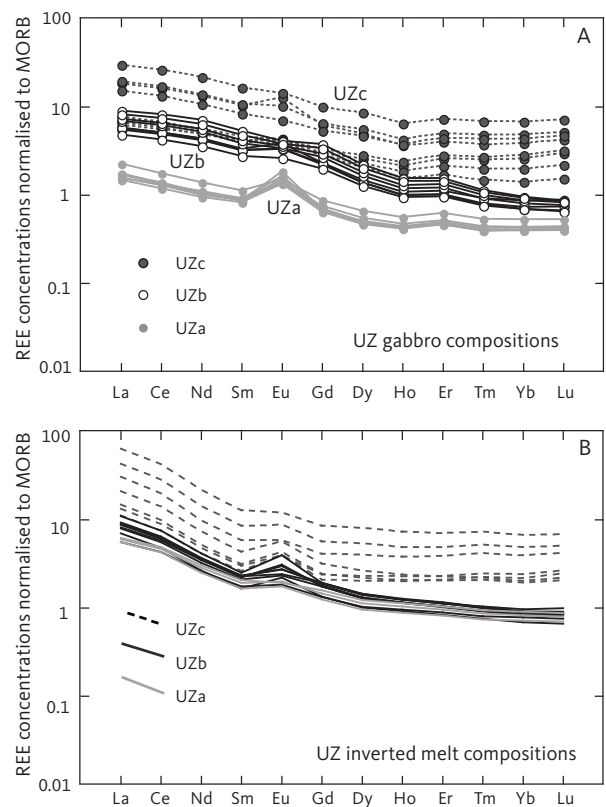 REE concentrations normalised to MORB
100
10
1
0.1
0.01
A
UZc
UZb
UZa
UZc
UZb
UZa
UZ gabbro compositions
La Ce Nd Sm Eu Gd Dy Ho Er Tm Yb Lu
REE concentrations normalised to MORB
100
10
1
0.1
0.01
B
UZc
UZb
UZa
UZ inverted melt compositions
La Ce Nd Sm Eu Gd Dy Ho Er Tm Yb Lu